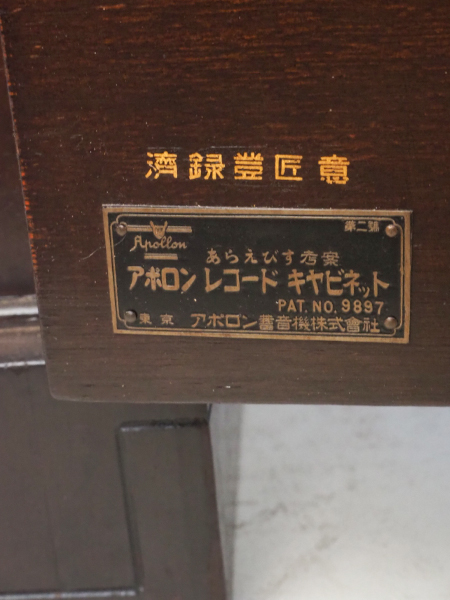 濟録登匠意
Apollon
第二號
あらえびす考案
アポロン レコード キャビネット
PAT. NO. 9897
東京 アポロン蓄音機株式會社